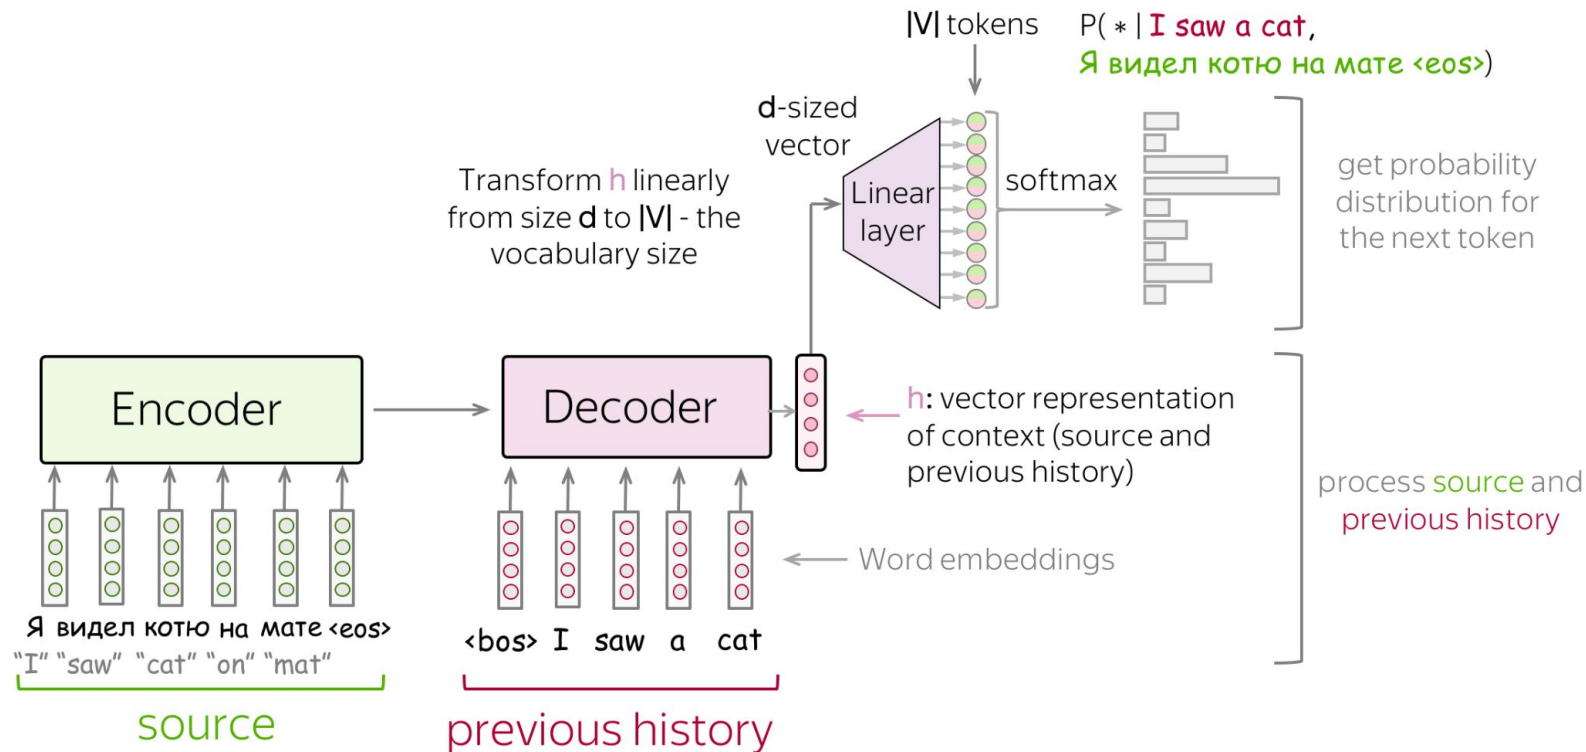 |V| tokens
P( * | I saw a cat,
Я видел котю на мате <eos>)
d-sized
vector
Transform h linearly
from size d to |V| - the
vocabulary size
Linear
layer
softmax
get probability
distribution for
the next token
Encoder
Decoder
h: vector representation
of context (source and
previous history)
process source and
previous history
Word embeddings
Я видел котю на мате <eos>
"I" "saw" "cat" "on" "mat"
<bos> I saw a cat
source
previous history